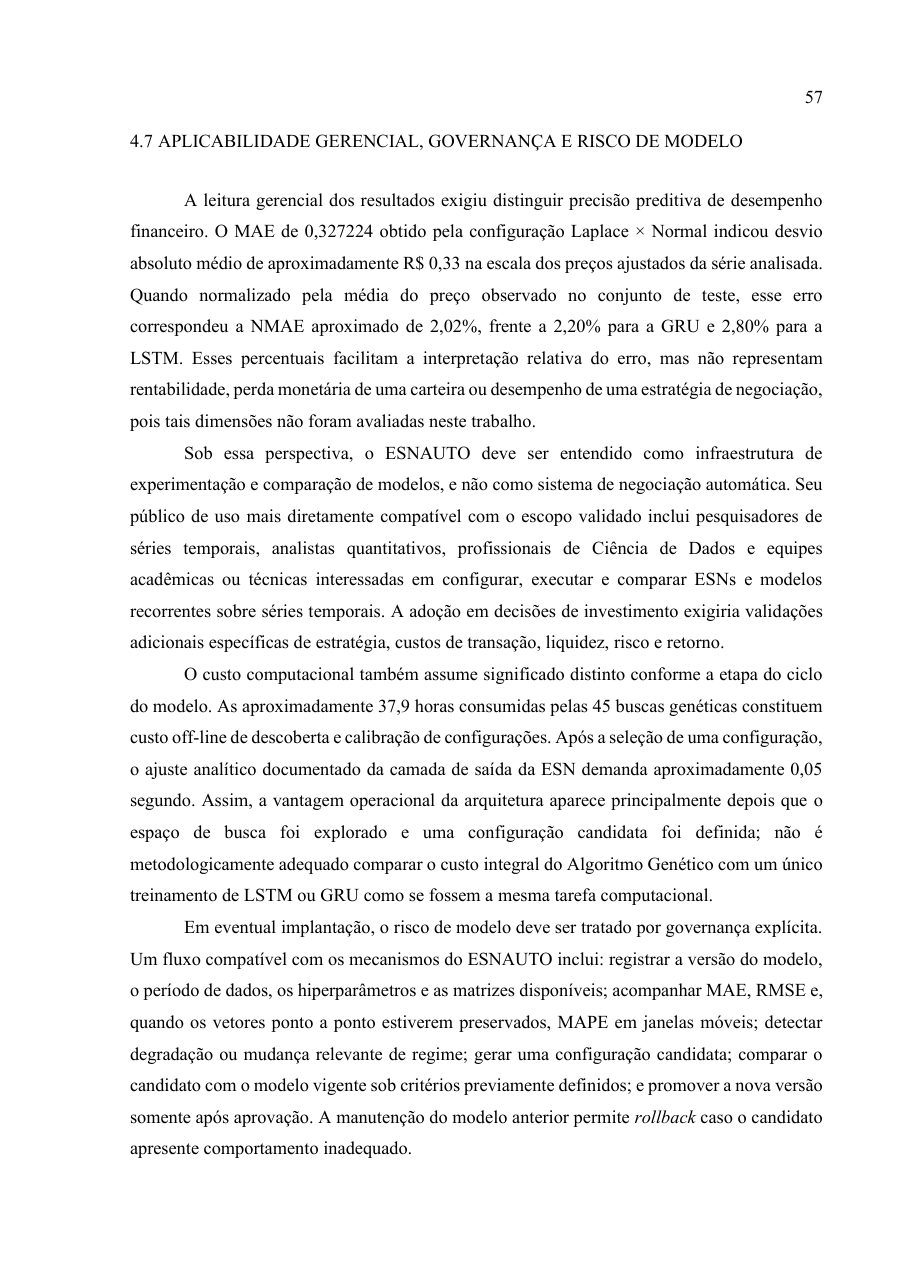 57
4.7 APLICABILIDADE GERENCIAL, GOVERNANÇA E RISCO DE MODELO
A leitura gerencial dos resultados exigiu distinguir precisão preditiva de desempenho
financeiro. O MAE de 0,327224 obtido pela configuração Laplace × Normal indicou desvio
absoluto médio de aproximadamente R$ 0,33 na escala dos preços ajustados da série analisada.
Quando normalizado pela média do preço observado no conjunto de teste, esse erro
correspondeu a NMAE aproximado de 2,02%, frente a 2,20% para a GRU e 2,80% para a
LSTM. Esses percentuais facilitam a interpretação relativa do erro, mas não representam
rentabilidade, perda monetária de uma carteira ou desempenho de uma estratégia de negociação,
pois tais dimensões não foram avaliadas neste trabalho.
Sob essa perspectiva, o ESNAUTO deve ser entendido como infraestrutura de
experimentação e comparação de modelos, e não como sistema de negociação automática. Seu
público de uso mais diretamente compatível com o escopo validado inclui pesquisadores de
séries temporais, analistas quantitativos, profissionais de Ciência de Dados e equipes
acadêmicas ou técnicas interessadas em configurar, executar e comparar ESNs e modelos
recorrentes sobre séries temporais. A adoção em decisões de investimento exigiria validações
adicionais específicas de estratégia, custos de transação, liquidez, risco e retorno.
O custo computacional também assume significado distinto conforme a etapa do ciclo
do modelo. As aproximadamente 37,9 horas consumidas pelas 45 buscas genéticas constituem
custo off-line de descoberta e calibração de configurações. Após a seleção de uma configuração,
o ajuste analítico documentado da camada de saída da ESN demanda aproximadamente 0,05
segundo. Assim, a vantagem operacional da arquitetura aparece principalmente depois que o
espaço de busca foi explorado e uma configuração candidata foi definida; não é
metodologicamente adequado comparar o custo integral do Algoritmo Genético com um único
treinamento de LSTM ou GRU como se fossem a mesma tarefa computacional.
Em eventual implantação, o risco de modelo deve ser tratado por governança explícita.
Um fluxo compatível com os mecanismos do ESNAUTO inclui: registrar a versão do modelo,
o período de dados, os hiperparâmetros e as matrizes disponíveis; acompanhar MAE, RMSE e,
quando os vetores ponto a ponto estiverem preservados, MAPE em janelas móveis; detectar
degradação ou mudança relevante de regime; gerar uma configuração candidata; comparar o
candidato com o modelo vigente sob critérios previamente definidos; e promover a nova versão
somente após aprovação. A manutenção do modelo anterior permite rollback caso o candidato
apresente comportamento inadequado.